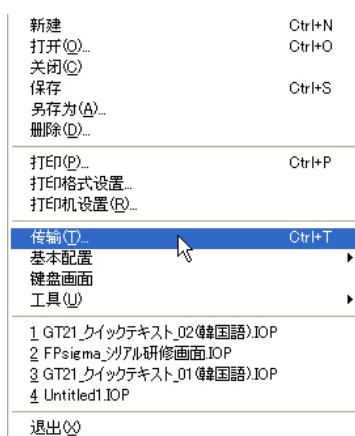 新建 Ctrl+N
打开(O)... Ctrl+O
关闭(C)
保存 Ctrl+S
另存为(A)...
删除(D)...
打印(P)... Ctrl+P
打印格式设置...
打印机设置(R)...
传输(T)... Ctrl+T
基本配置
键盘画面
工具(U)
1 GT21_クイックテキスト_02(韓国語).IOP
2 FPsigma_シリアル研修画面.IOP
3 GT21_クイックテキスト_01(韓国語).IOP
4 Untitled1.IOP
退出(X)